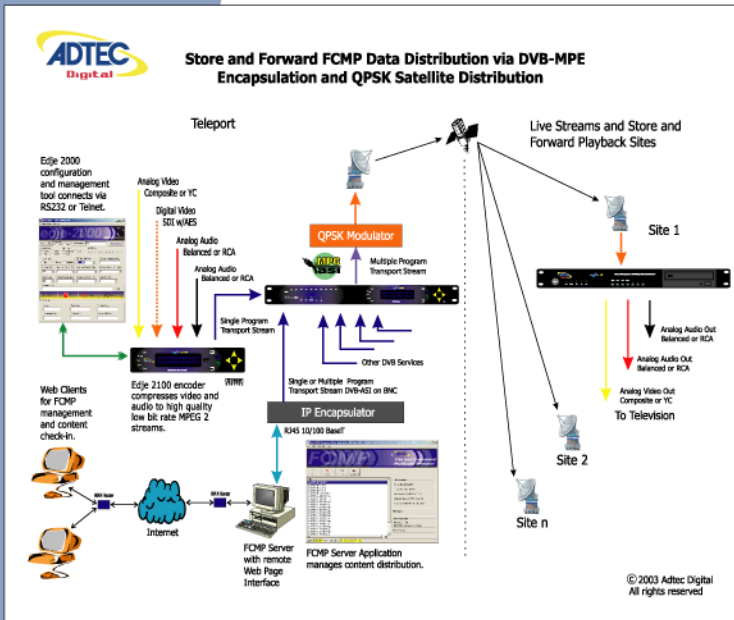 ADTEC
Digital
Store and Forward FCMP Data Distribution via DVB-MPE
Encapsulation and QPSK Satellite Distribution
Teleport
Live Streams and Store and
Forward Playback Sites
Edje 2000
configuration
and management
tool connects via
RS232 or Telnet.
Analog Video
Composite or YC
Digital Video
SDI w/AES
Analog Audio
Balanced or RCA
Analog Audio
Balanced or RCA
QPSK Modulator
Multiple Program
Transport Stream
Site 1
Single Program
Transport Stream
Other DVB Services
Analog Audio Out
Balanced or RCA
Analog Audio Out
Balanced or RCA
Analog Video Out
Composite or YC
To Television
Edje 2100 encoder
compresses video and
audio to high quality
low bit rate MPEG 2
streams.
Single or Multiple Program
Transport Stream DVB-ASI on BNC
IP Encapsulator
RJ45 10/100 BaseT
Web Clients
for FCMP
management
and content
check-in.
Internet
FCMP
FCMP Server
with remote
Web Page
Interface
FCMP Server Application
manages content distribution.
Site 2
Site n
© 2003 Adtec Digital
All rights reserved